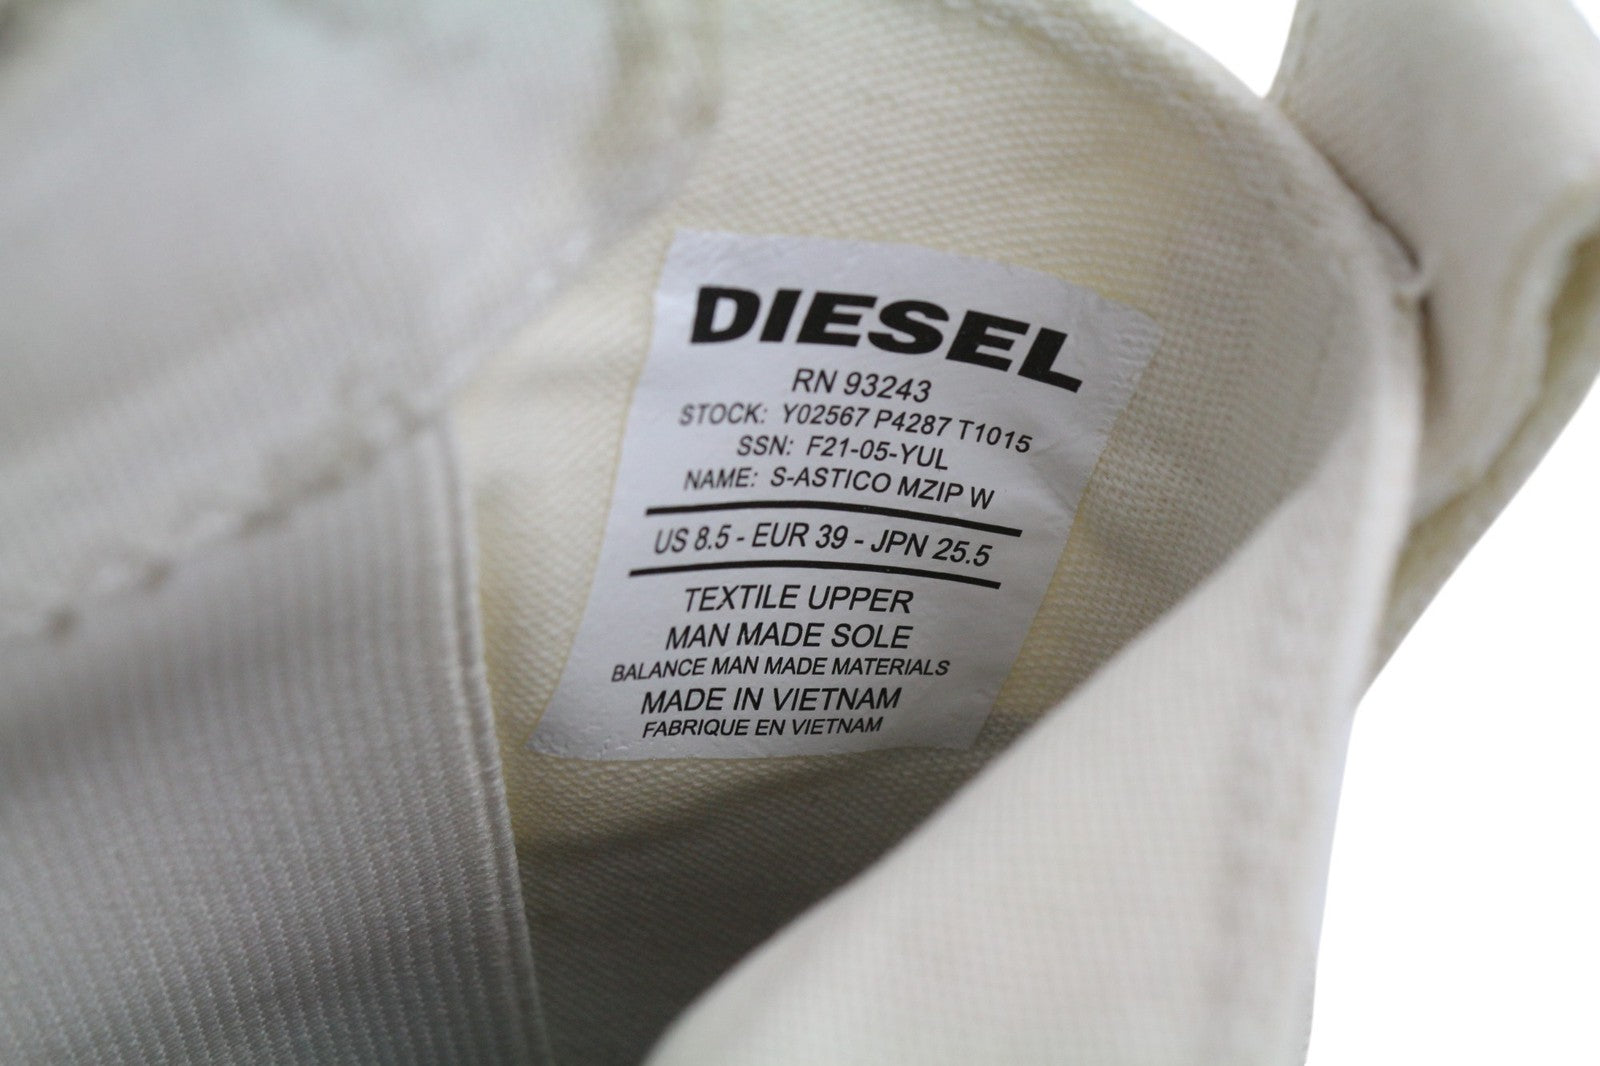 DIESEL
RN 93243
STOCK: Y02567 P4287 T1015
SSN: F21-05-YUL
NAME: S-ASTICO MZIP W
US 8.5 - EUR 39 - JPN 25.5
TEXTILE UPPER
MAN MADE SOLE
BALANCE MAN MADE MATERIALS
MADE IN VIETNAM
FABRIQUE EN VIETNAM